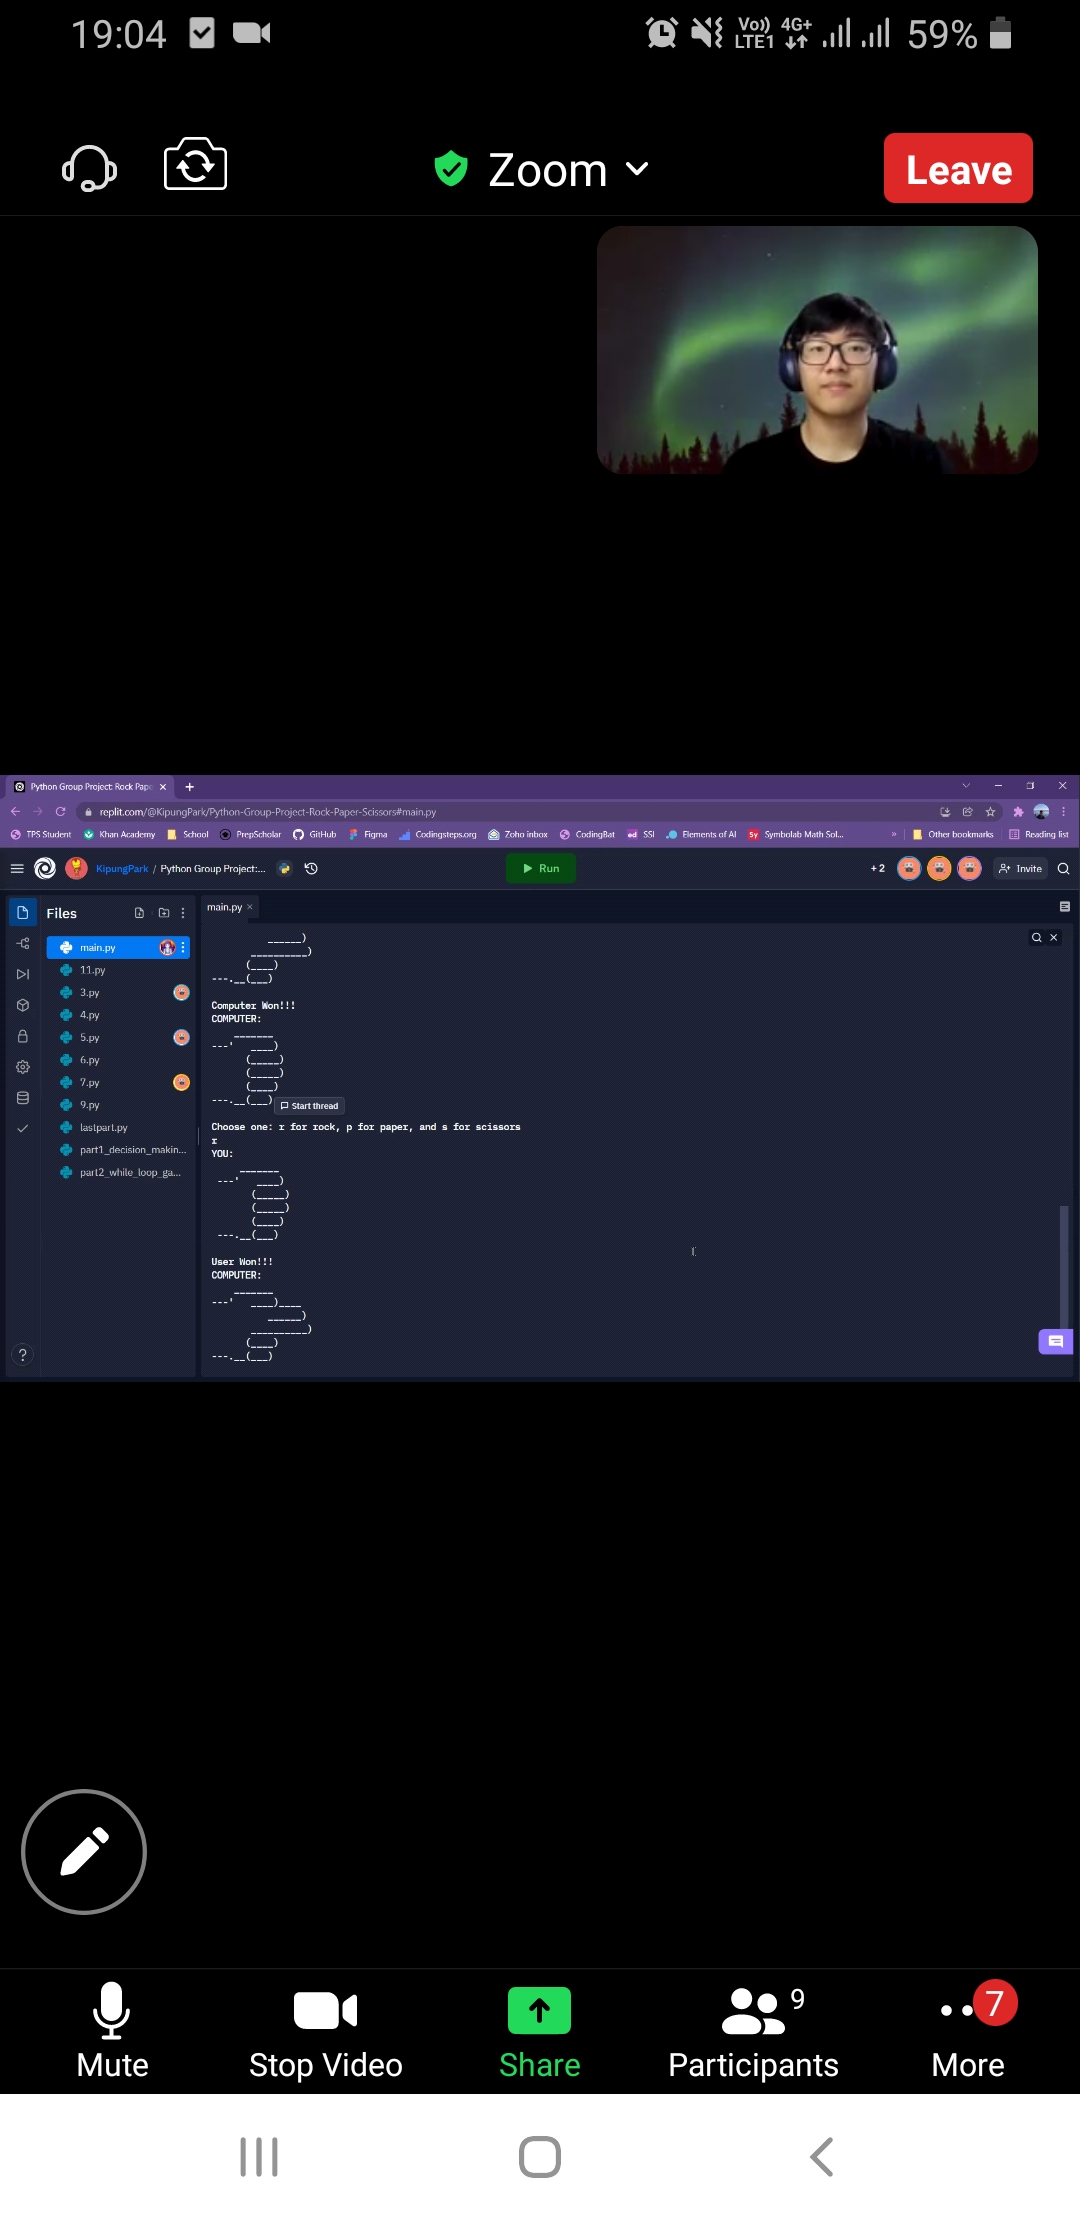 19:04
Vo)) 4G+
LTE1
59%
Zoom
Leave
Python Group Project: Rock Pape
replit.com/@KipungPark/Python-Group-Project-Rock-Paper-Scissors#main.py
TPS Student Khan Academy School PrepScholar GitHub Figma Codingsteps.org Zoho inbox CodingBat SSI Elements of AI Symbolab Math Sol... » Other bookmarks Reading list
KipungPark / Python Group Project:...
Run
+2
Invite
Files
main.py
main.py
11.py
3.py
4.py
5.py
6.py
7.py
9.py
lastpart.py
part1_decision_makin...
part2_while_loop_ga...
            ______)
         __________)
        (____)
---.__(___)
Computer Won!!!
COMPUTER:
    _______
---'   ____)
      (_____)
      (_____)
      (____)
---.__(___)
Start thread
Choose one: r for rock, p for paper, and s for scissors
r
YOU:
    _______
---'   ____)
      (_____)
      (_____)
      (____)
---.__(___)
User Won!!!
COMPUTER:
    _______
---'   ____)____
          ______)
       __________)
      (____)
---.__(___)
?
Mute
Stop Video
Share
Participants
9
More
7